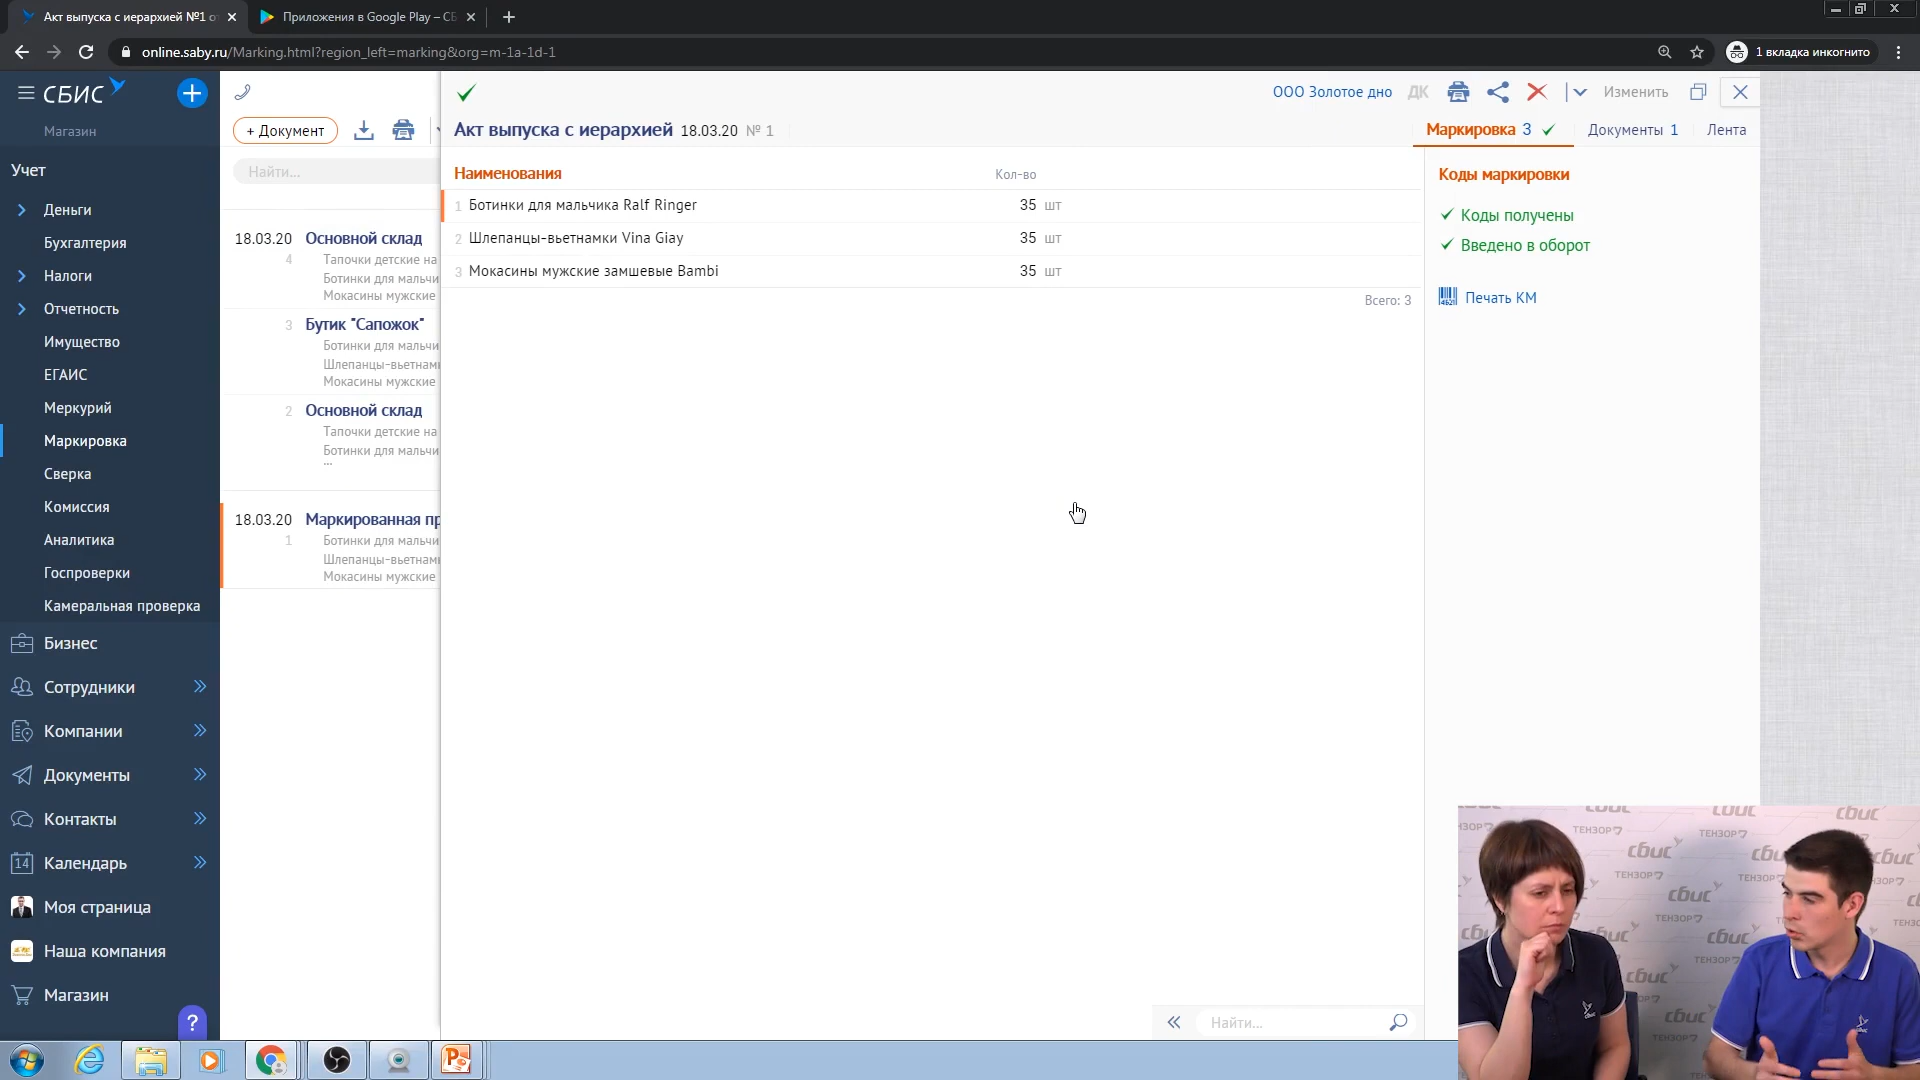 Акт выпуска с иерархией №1 о
Приложения в Google Play – СБ
online.saby.ru/Marking.html?region_left=marking&org=m-1a-1d-1
1 вкладка инкогнито
СБИС
Магазин
Учет
Деньги
Бухгалтерия
Налоги
Отчетность
Имущество
ЕГАИС
Меркурий
Маркировка
Сверка
Комиссия
Аналитика
Госпроверки
Камеральная проверка
Бизнес
Сотрудники
Компании
Документы
Контакты
14 Календарь
Моя страница
Наша компания
Магазин
?
+ Документ
Найти...
18.03.20 Основной склад
4 Тапочки детские на
Ботинки для мальчи
Мокасины мужские
3 Бутик "Сапожок"
Ботинки для мальчи
Шлепанцы-вьетнам
Мокасины мужские
2 Основной склад
Тапочки детские на
Ботинки для мальчи
...
18.03.20 Маркированная пр
1 Ботинки для мальчи
Шлепанцы-вьетнам
Мокасины мужские
ООО Золотое дно ДК Изменить
Акт выпуска с иерархией 18.03.20 № 1
Маркировка 3 Документы 1 Лента
Наименования Кол-во
1 Ботинки для мальчика Ralf Ringer 35 шт
2 Шлепанцы-вьетнамки Vina Giay 35 шт
3 Мокасины мужские замшевые Bambi 35 шт
Всего: 3
Коды маркировки
Коды получены
Введено в оборот
Печать КМ
Найти...
сбис
ТЕНЗОР